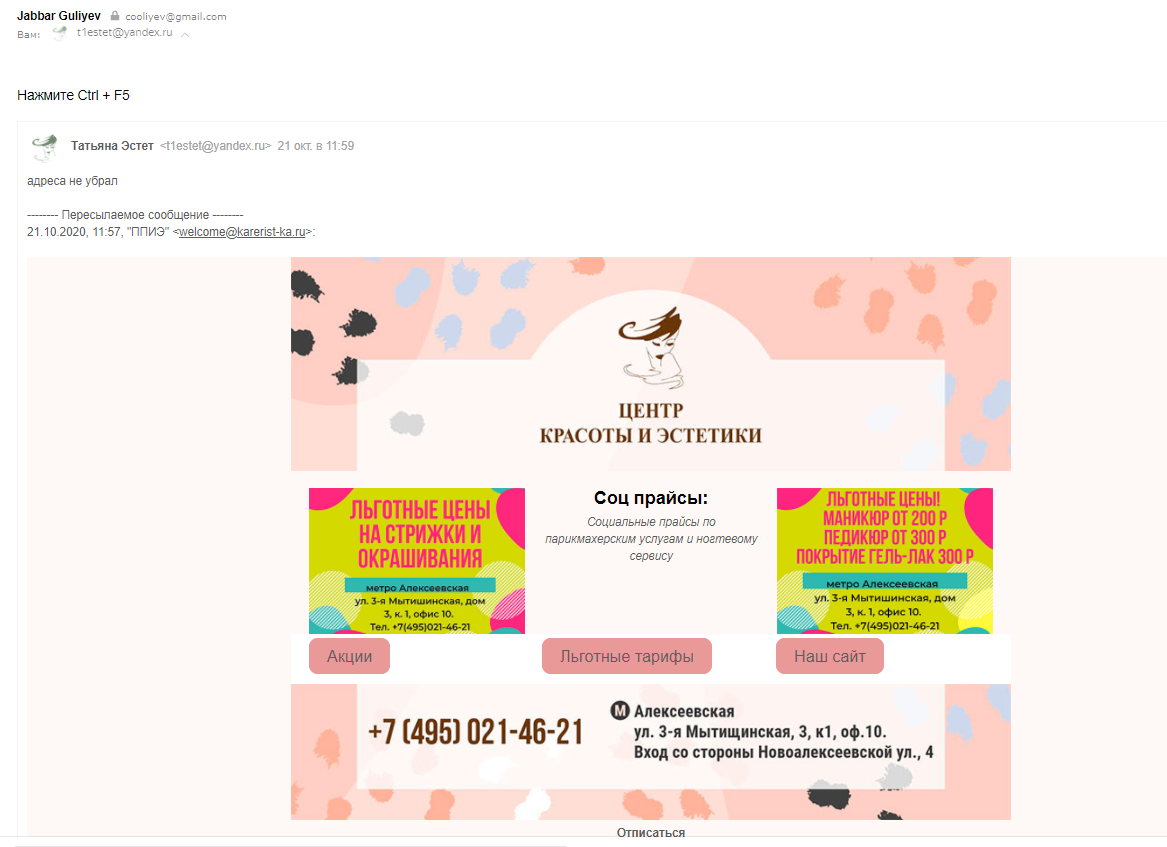 Jabbar Guliyev cooliyev@gmail.com
Вам: t1estet@yandex.ru
Нажмите Ctrl + F5
Татьяна Эстет <t1estet@yandex.ru> 21 окт. в 11:59
адреса не убрал
-------- Пересылаемое сообщение --------
21.10.2020, 11:57, "ППИЭ" <welcome@karerist-ka.ru>:
ЦЕНТР
КРАСОТЫ И ЭСТЕТИКИ
ЛЬГОТНЫЕ ЦЕНЫ
НА СТРИЖКИ И
ОКРАШИВАНИЯ
метро Алексеевская
ул. 3-я Мытишинская, дом
3, к. 1, офис 10.
Тел. +7(495)021-46-21
Соц прайсы:
Социальные прайсы по
парикмахерским услугам и ногтевому
сервису
ЛЬГОТНЫЕ ЦЕНЫ!
МАНИКЮР ОТ 200 Р
ПЕДИКЮР ОТ 300 Р
ПОКРЫТИЕ ГЕЛЬ-ЛАК 300 Р
метро Алексеевская
ул. 3-я Мытишинская, дом
3, к. 1, офис 10.
Тел. +7(495)021-46-21
Акции
Льготные тарифы
Наш сайт
+7 (495) 021-46-21
М Алексеевская
ул. 3-я Мытищинская, 3, к1, оф.10.
Вход со стороны Новоалексеевской ул., 4
Отписаться